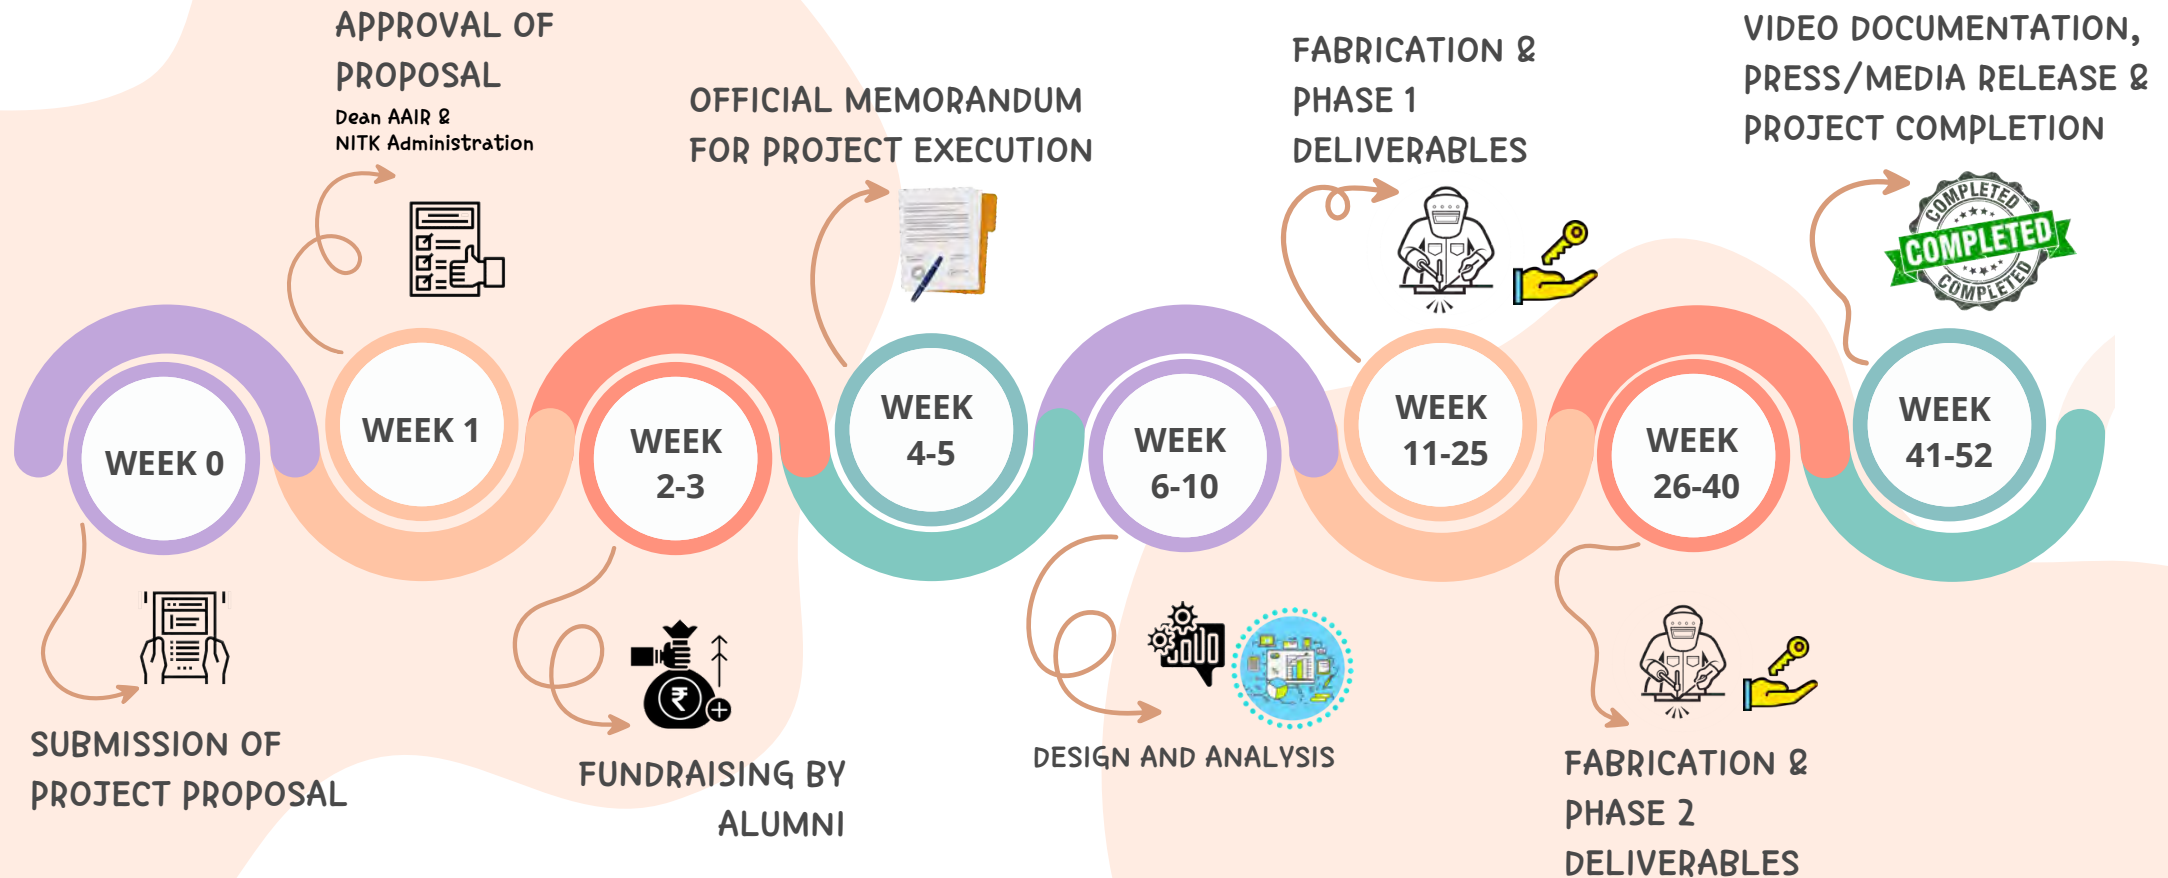 APPROVAL OF
PROPOSAL
Dean AAIR &
NITK Administration
OFFICIAL MEMORANDUM
FOR PROJECT EXECUTION
FABRICATION &
PHASE 1
DELIVERABLES
VIDEO DOCUMENTATION,
PRESS/MEDIA RELEASE &
PROJECT COMPLETION
COMPLETED
COMPLETED
COMPLETED
WEEK 0
WEEK 1
WEEK
2-3
WEEK
4-5
WEEK
6-10
WEEK
11-25
WEEK
26-40
WEEK
41-52
₹
SUBMISSION OF
PROJECT PROPOSAL
FUNDRAISING BY
ALUMNI
DESIGN AND ANALYSIS
FABRICATION &
PHASE 2
DELIVERABLES